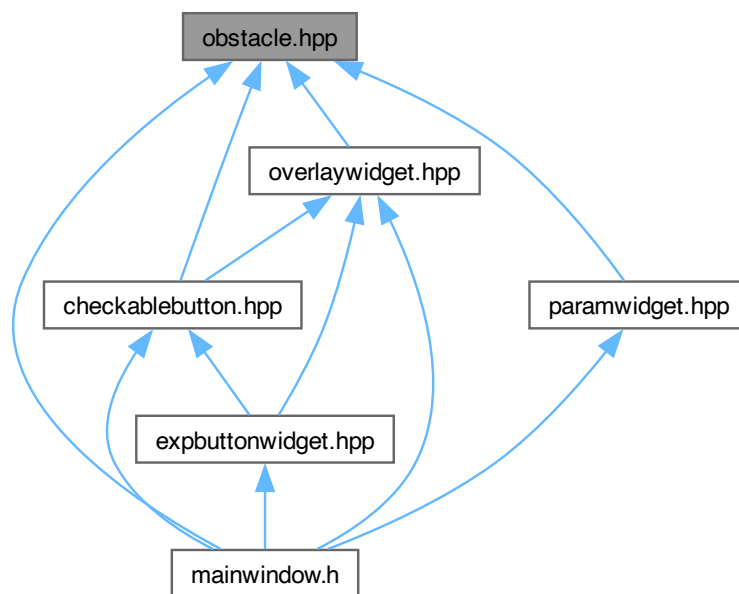 obstacle.hpp
overlaywidget.hpp
checkablebutton.hpp
paramwidget.hpp
expbuttonwidget.hpp
mainwindow.h